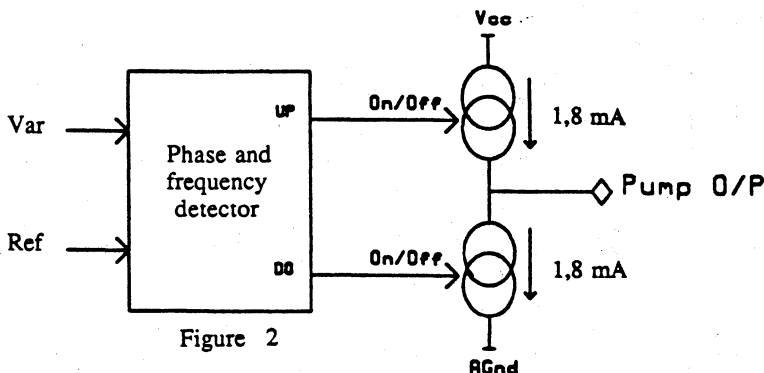 Vcc
Var
UP
On/Off
1,8 mA
Phase and
frequency
detector
Pump O/P
Ref
DO
On/Off
1,8 mA
Figure 2
AGnd